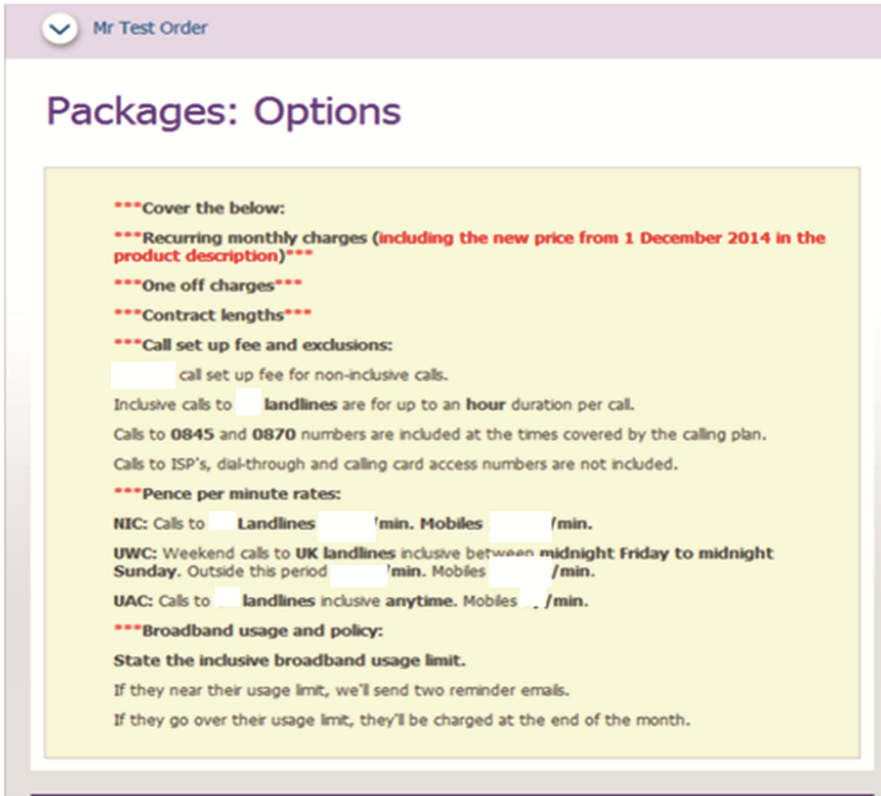 Mr Test Order
Packages: Options
***Cover the below:
***Recurring monthly charges (including the new price from 1 December 2014 in the
product description)***
***One off charges***
***Contract lengths***
***Call set up fee and exclusions:
call set up fee for non-inclusive calls.
Inclusive calls to landlines are for up to an hour duration per call.
Calls to 0845 and 0870 numbers are included at the times covered by the calling plan.
Calls to ISP's, dial-through and calling card access numbers are not included.
***Pence per minute rates:
NIC: Calls to Landlines /min. Mobiles /min.
UWC: Weekend calls to UK landlines inclusive between midnight Friday to midnight
Sunday. Outside this period /min. Mobiles /min.
UAC: Calls to landlines inclusive anytime. Mobiles /min.
***Broadband usage and policy:
State the inclusive broadband usage limit.
If they near their usage limit, we'll send two reminder emails.
If they go over their usage limit, they'll be charged at the end of the month.